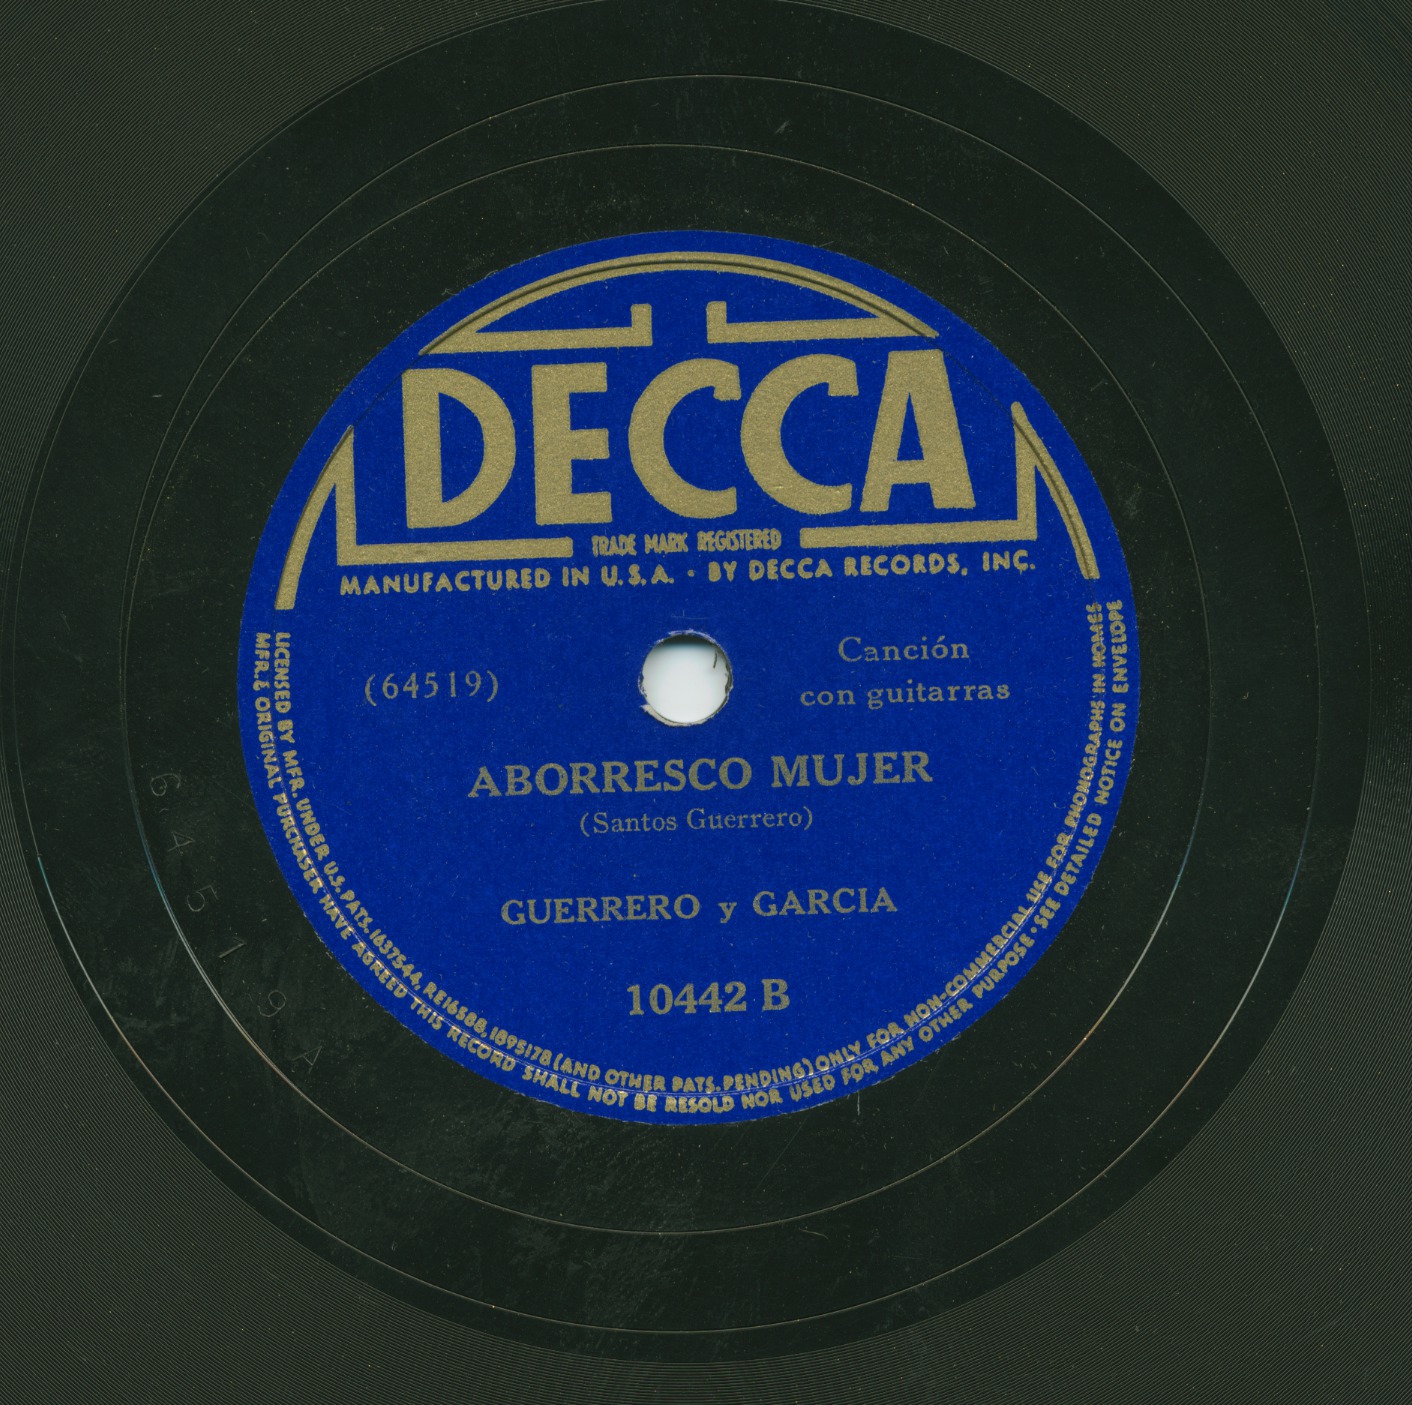 DECCA
TRADE MARK REGISTERED
MANUFACTURED IN U.S.A. · BY DECCA RECORDS, INC.
(64519)
Canción
con guitarras
ABORRESCO MUJER
(Santos Guerrero)
GUERRERO y GARCIA
10442 B
LICENSED BY MFR. UNDER U.S. PATS. 1637544, RE16588, 1895178 (AND OTHER PATS. PENDING) ONLY FOR NON-COMMERCIAL USE FOR PHONOGRAPHS IN HOMES
MFR. & ORIGINAL PURCHASER HAVE AGREED THIS RECORD SHALL NOT BE RESOLD NOR USED FOR ANY OTHER PURPOSE · SEE DETAILED NOTICE ON ENVELOPE
64519A